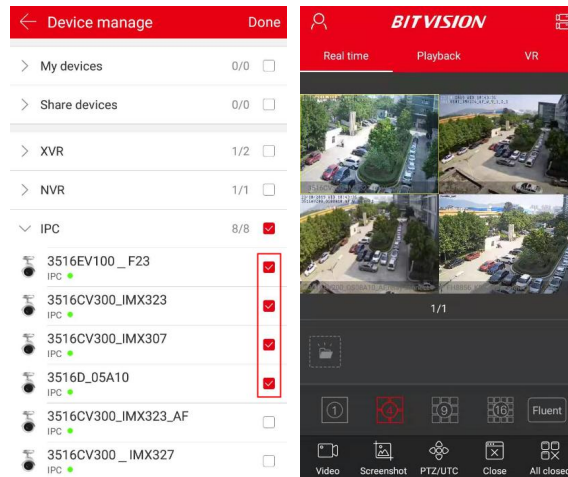 Device manage
Done
My devices
0/0
Share devices
0/0
XVR
1/2
NVR
1/1
IPC
8/8
3516EV100 _ F23
IPC
3516CV300_IMX323
IPC
3516CV300_IMX307
IPC
3516D_05A10
IPC
3516CV300_IMX323_AF
IPC
3516CV300 _ IMX327
IPC
BITVISION
Real time
Playback
VR
1/1
1
4
9
16
Fluent
Video
Screenshot
PTZ/UTC
Close
All closed